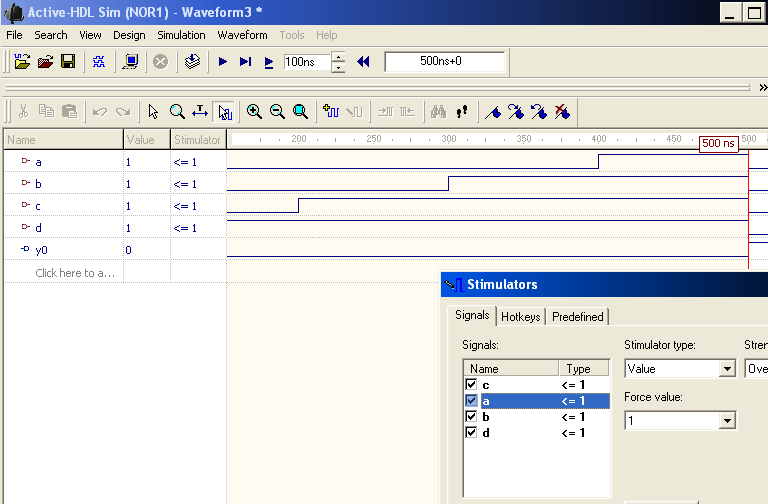 Active-HDL Sim (NOR1) - Waveform3 *
File Search View Design Simulation Waveform Tools Help
100ns 500ns+0
Name Value Stimulator 200 250 300 350 400 450 500
500 ns
a 1 <= 1
b 1 <= 1
c 1 <= 1
d 1 <= 1
y0 0
Click here to a...
Stimulators
Signals Hotkeys Predefined
Signals: Stimulator type: Stren
Name Type Value Over
c <= 1
a <= 1 Force value:
b <= 1 1
d <= 1